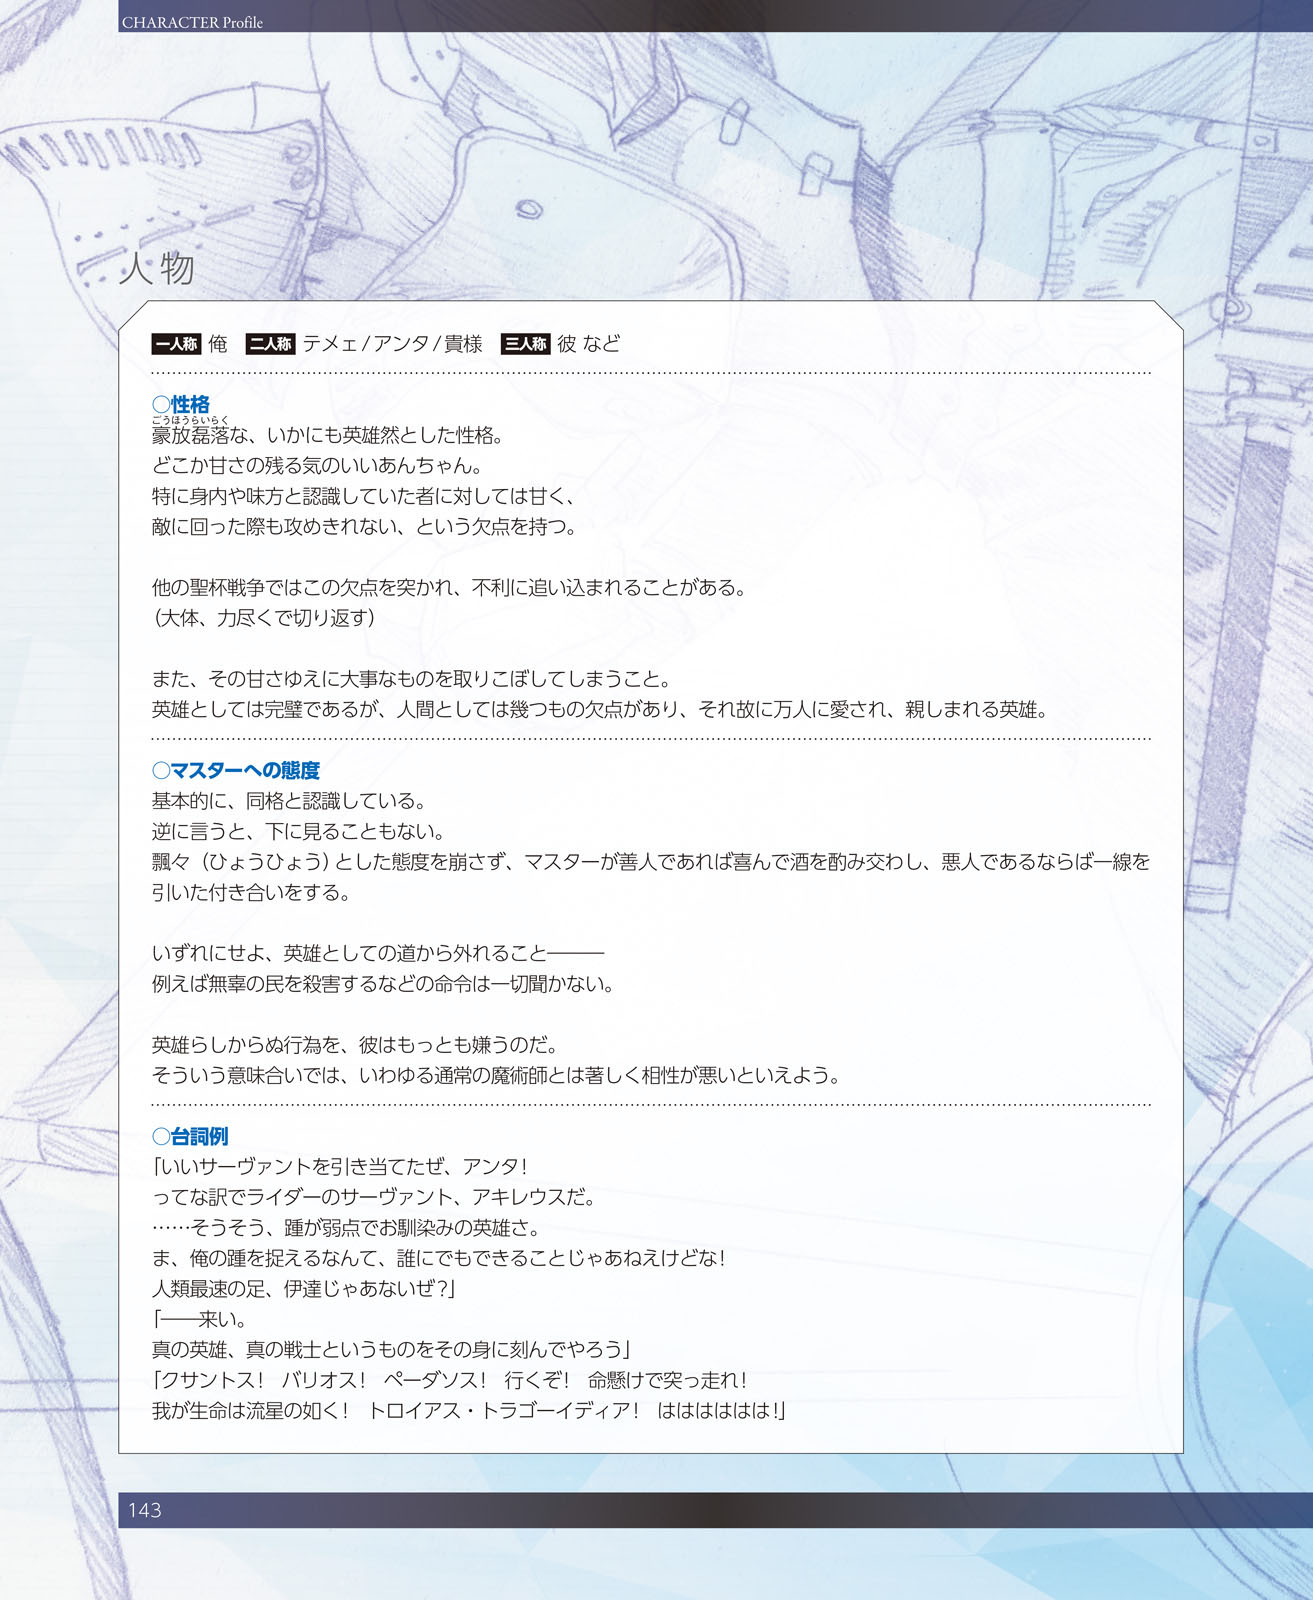 CHARACTER Profile
人物
一人称 俺 二人称 テメェ/アンタ/貴様 三人称 彼 など
○性格
ごうほうらいらく
豪放磊落な、いかにも英雄然とした性格。
どこか甘さの残る気のいいあんちゃん。
特に身内や味方と認識していた者に対しては甘く、
敵に回った際も攻めきれない、という欠点を持つ。
他の聖杯戦争ではこの欠点を突かれ、不利に追い込まれることがある。
（大体、力尽くで切り返す）
また、その甘さゆえに大事なものを取りこぼしてしまうこと。
英雄としては完璧であるが、人間としては幾つもの欠点があり、それ故に万人に愛され、親しまれる英雄。
○マスターへの態度
基本的に、同格と認識している。
逆に言うと、下に見ることもない。
飄々（ひょうひょう）とした態度を崩さず、マスターが善人であれば喜んで酒を酌み交わし、悪人であるならば一線を
引いた付き合いをする。
いずれにせよ、英雄としての道から外れること―――
例えば無辜の民を殺害するなどの命令は一切聞かない。
英雄らしからぬ行為を、彼はもっとも嫌うのだ。
そういう意味合いでは、いわゆる通常の魔術師とは著しく相性が悪いといえよう。
○台詞例
「いいサーヴァントを引き当てたぜ、アンタ！
ってな訳でライダーのサーヴァント、アキレウスだ。
……そうそう、踵が弱点でお馴染みの英雄さ。
ま、俺の踵を捉えるなんて、誰にでもできることじゃあねえけどな！
人類最速の足、伊達じゃあないぜ？」
「――来い。
真の英雄、真の戦士というものをその身に刻んでやろう」
「クサントス！　バリオス！　ペーダソス！　行くぞ！　命懸けで突っ走れ！
我が生命は流星の如く！　トロイアス・トラゴーイディア！　はははははは！」
143